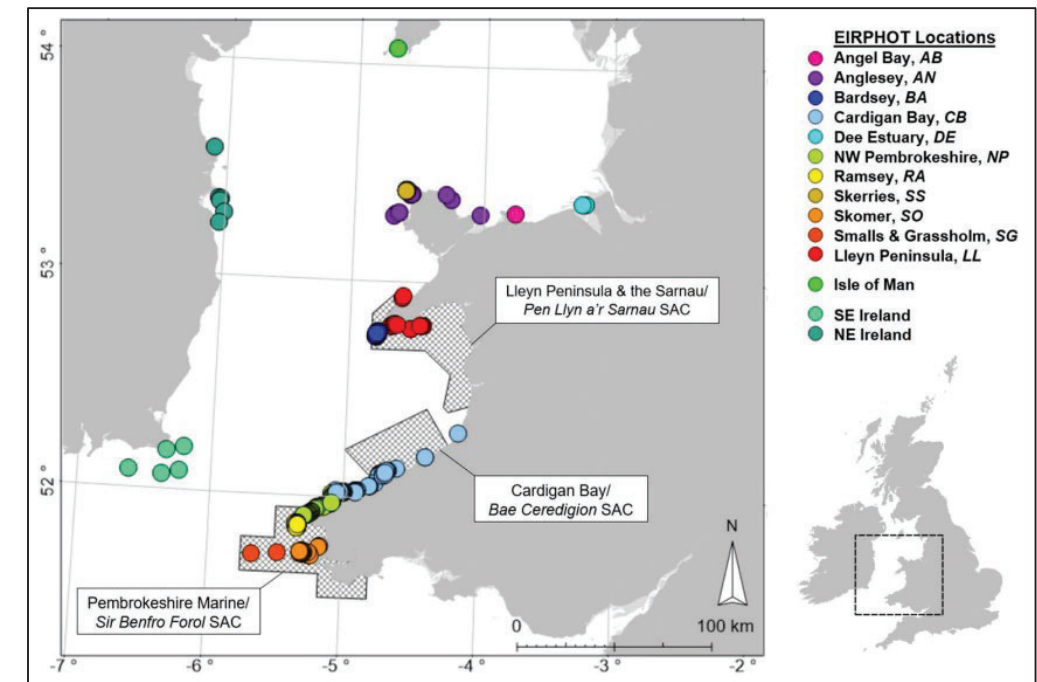 54°
53°
52°
-7 °
-6 °
-5 °
-4 °
-3 °
-2 °
Lleyn Peninsula & the Sarnau/
Pen Llyn a'r Sarnau SAC
Cardigan Bay/
Bae Ceredigion SAC
Pembrokeshire Marine/
Sir Benfro Forol SAC
N
0
100 km
EIRPHOT Locations
Angel Bay, AB
Anglesey, AN
Bardsey, BA
Cardigan Bay, CB
Dee Estuary, DE
NW Pembrokeshire, NP
Ramsey, RA
Skerries, SS
Skomer, SO
Smalls & Grassholm, SG
Lleyn Peninsula, LL
Isle of Man
SE Ireland
NE Ireland